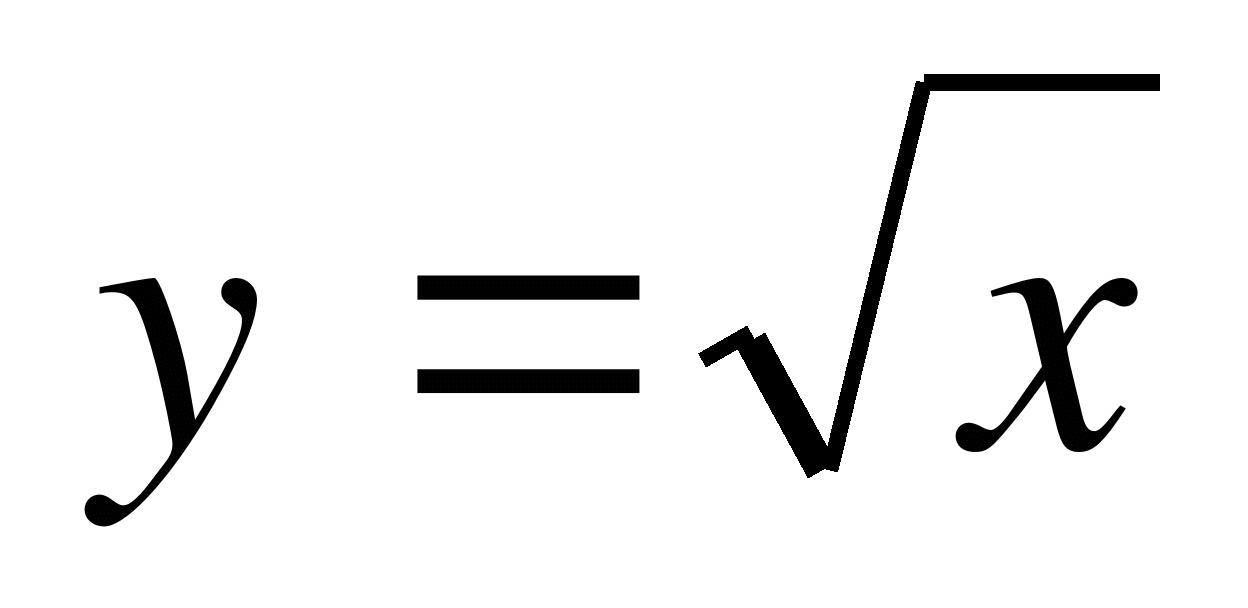 y = √x